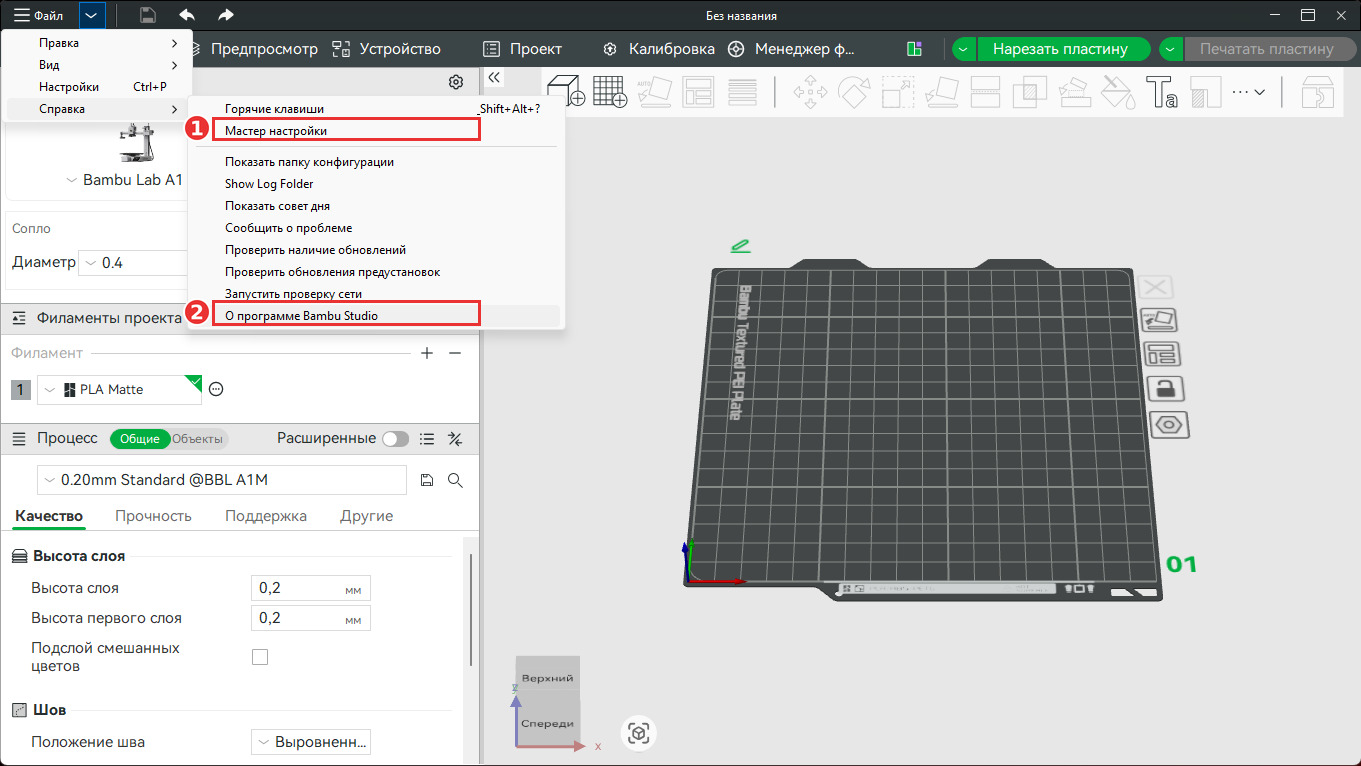 Файл
Без названия
Правка
Вид
Настройки Ctrl+P
Справка
Предпросмотр
Устройство
Проект
Калибровка
Менеджер ф...
Нарезать пластину
Печатать пластину
Горячие клавиши _Shift+Alt+?
1 Мастер настройки
Показать папку конфигурации
Show Log Folder
Показать совет дня
Сообщить о проблеме
Проверить наличие обновлений
Проверить обновления предустановок
Запустить проверку сети
2 О программе Bambu Studio
Bambu Lab A1
Сопло
Диаметр 0.4
Филаменты проекта
Филамент
1 PLA Matte
Процесс Общие Объекты Расширенные
0.20mm Standard @BBL A1M
Качество Прочность Поддержка Другие
Высота слоя
Высота слоя 0,2 мм
Высота первого слоя 0,2 мм
Подслой смешанных
цветов
Шов
Положение шва Выровненн...
AUTO
Bambu Textured PEI Plate
AUTO
01
Верхний
Спереди
z
x